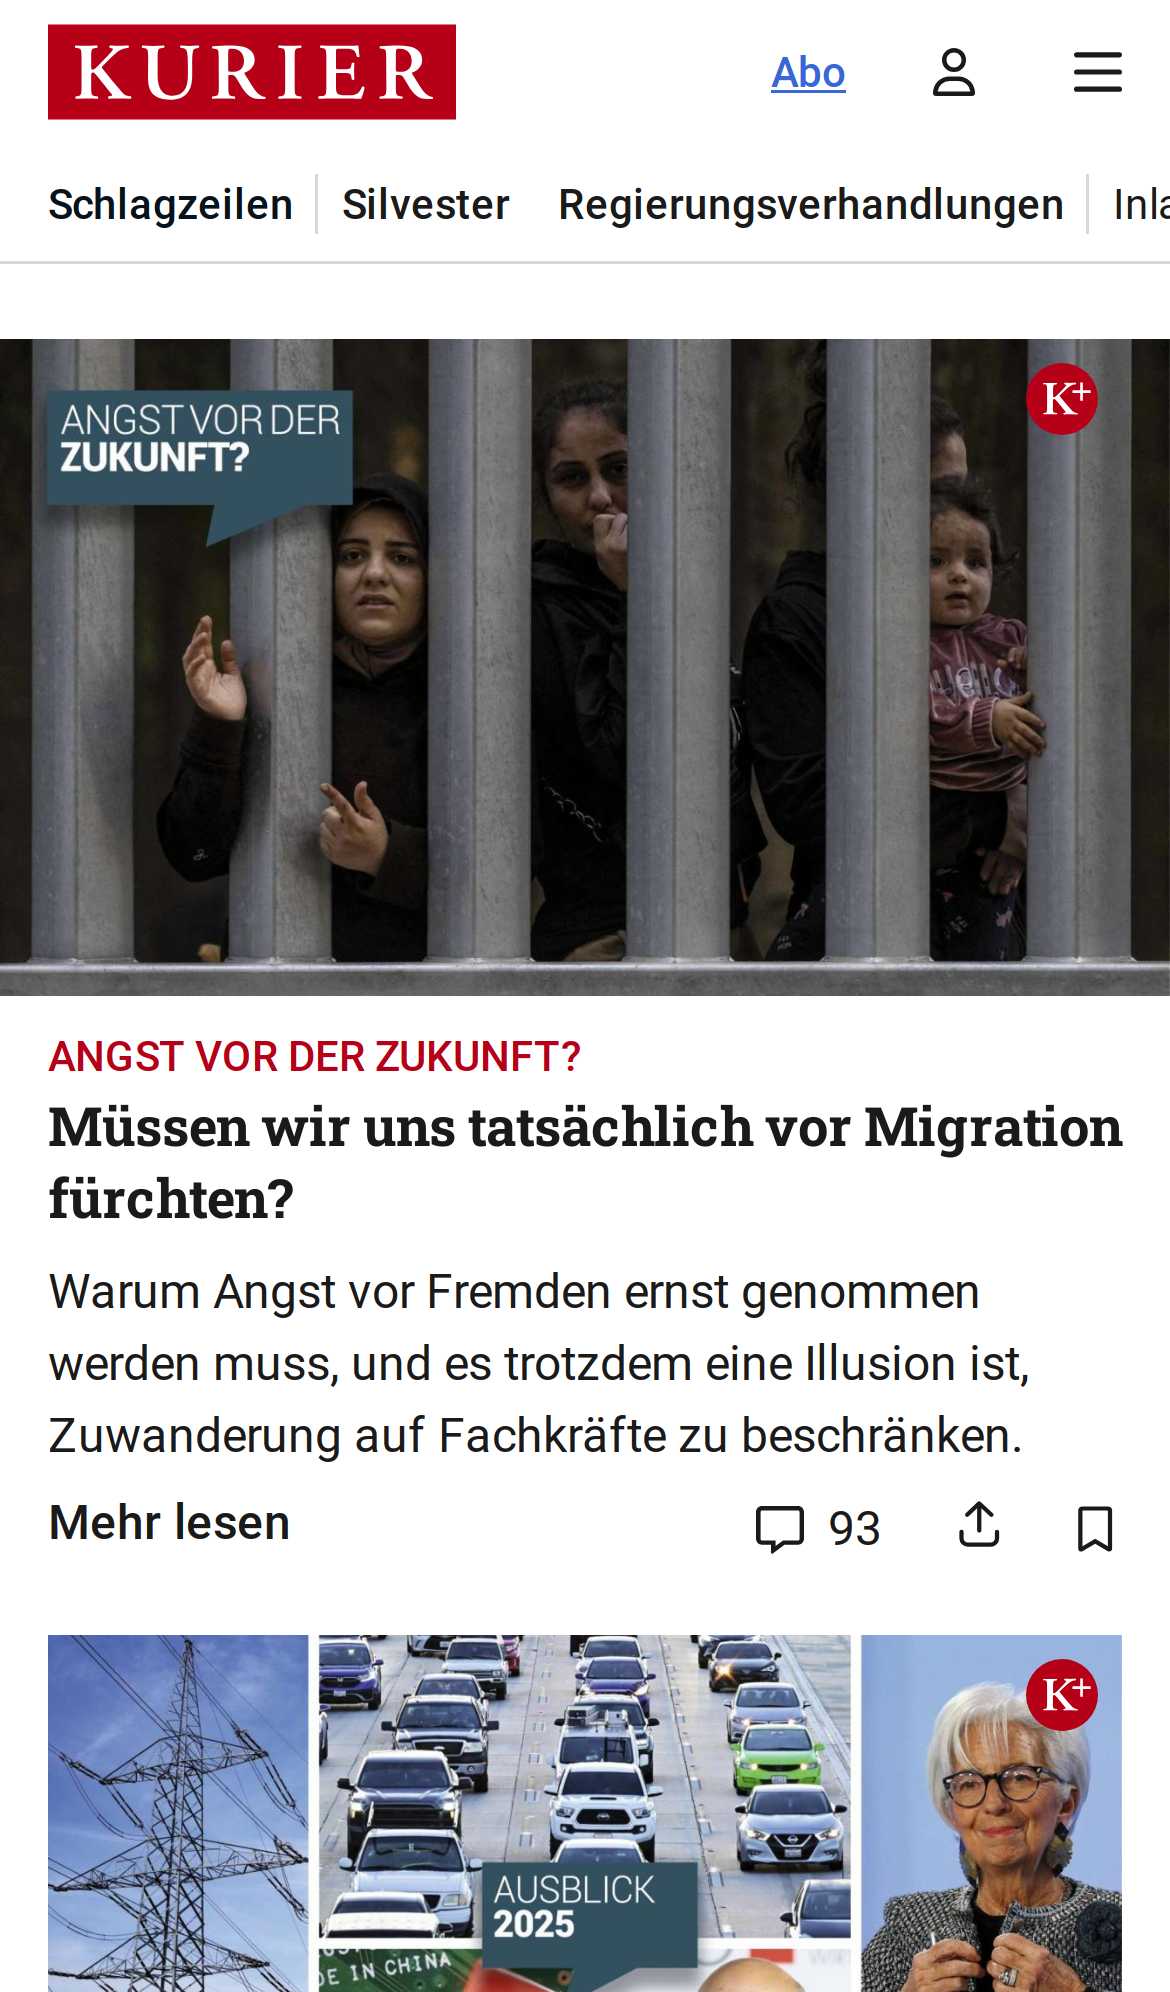 KURIER
Abo
Schlagzeilen
Silvester
Regierungsverhandlungen
Inla
ANGST VOR DER
ZUKUNFT?
K+
ANGST VOR DER ZUKUNFT?
Müssen wir uns tatsächlich vor Migration
fürchten?
Warum Angst vor Fremden ernst genommen
werden muss, und es trotzdem eine Illusion ist,
Zuwanderung auf Fachkräfte zu beschränken.
Mehr lesen
93
K+
AUSBLICK
2025
DE IN CHINA